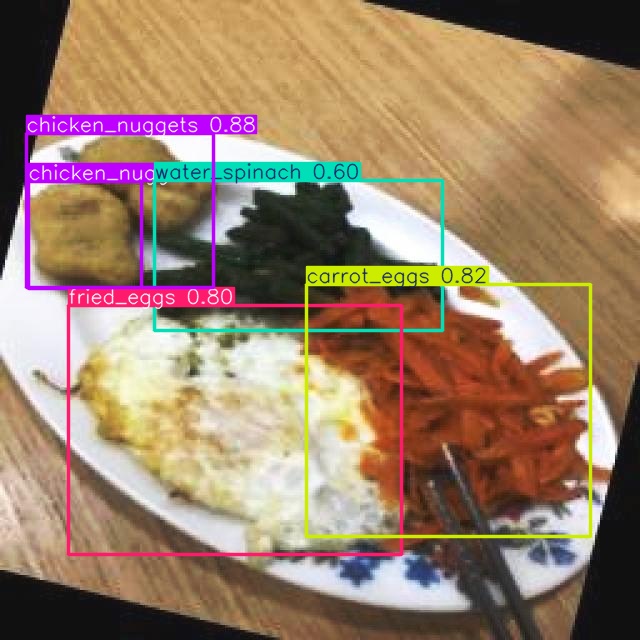 chicken_nuggets 0.88
chicken_nug
water_spinach 0.60
carrot_eggs 0.82
fried_eggs 0.80